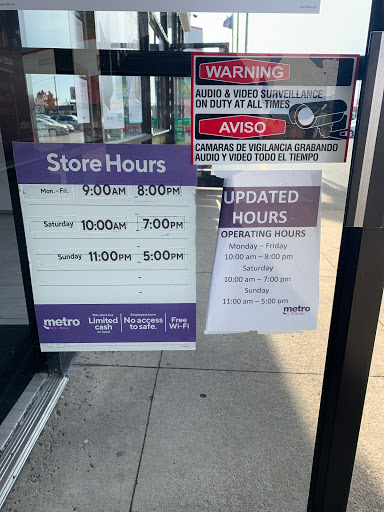 WARNING
AUDIO & VIDEO SURVEILLANCE
ON DUTY AT ALL TIMES
AVISO
CAMARAS DE VIGILANCIA GRABANDO
AUDIO Y VIDEO TODO EL TIEMPO
Store Hours
Mon. - Fri. 9:00AM 8:00PM
Saturday 10:00AM 7:00PM
Sunday 11:00PM 5:00PM
metro
Limited
cash
on hand.
No access
to safe.
Free
Wi-Fi
UPDATED
HOURS
OPERATING HOURS
Monday – Friday
10:00 am – 8:00 pm
Saturday
10:00 am – 7:00 pm
Sunday
11:00 am – 5:00 pm
metro